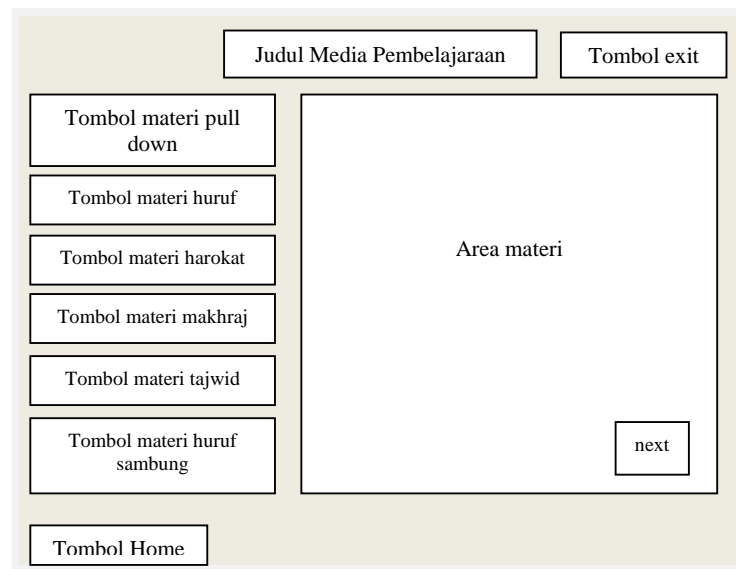 Judul Media Pembelajaraan
Tombol exit
Tombol materi pull
down
Tombol materi huruf
Tombol materi harokat
Tombol materi makhraj
Tombol materi tajwid
Tombol materi huruf
sambung
Area materi
next
Tombol Home